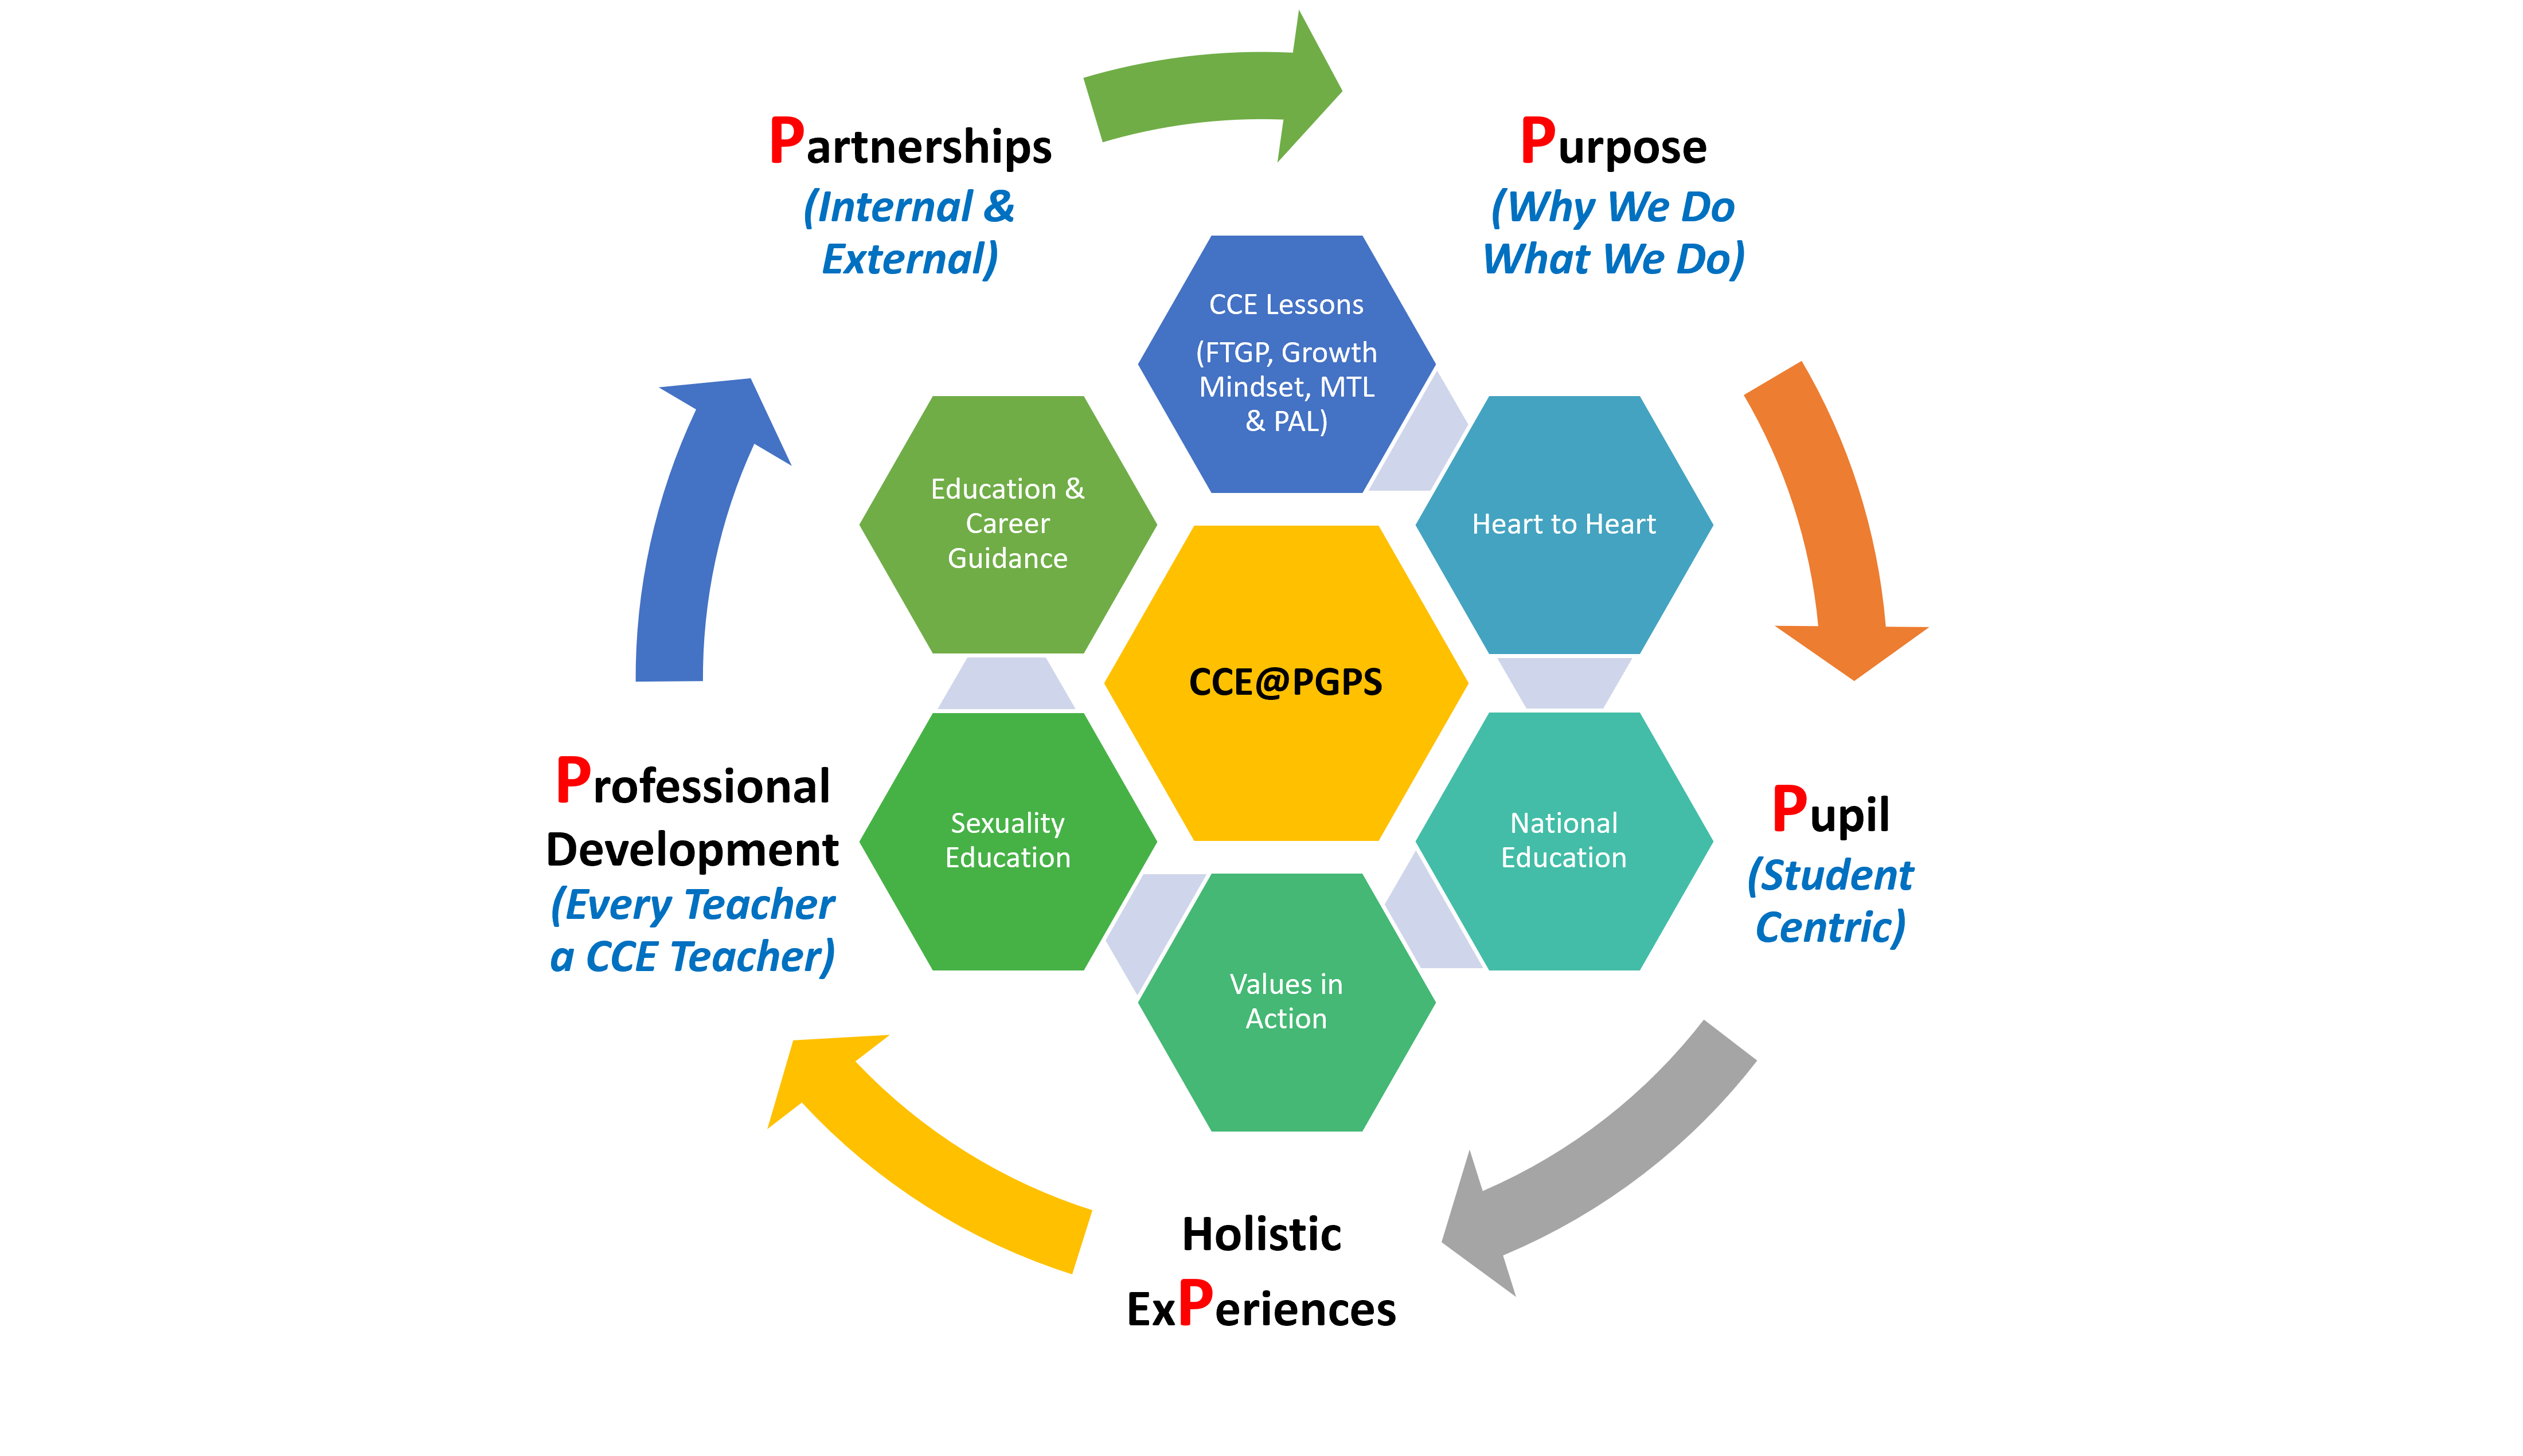 Partnerships
(Internal &
External)
Purpose
(Why We Do
What We Do)
CCE Lessons
(FTGP, Growth
Mindset, MTL
& PAL)
Education &
Career
Guidance
Heart to Heart
CCE@PGPS
Professional
Development
(Every Teacher
a CCE Teacher)
Sexuality
Education
National
Education
Pupil
(Student
Centric)
Values in
Action
Holistic
ExPeriences